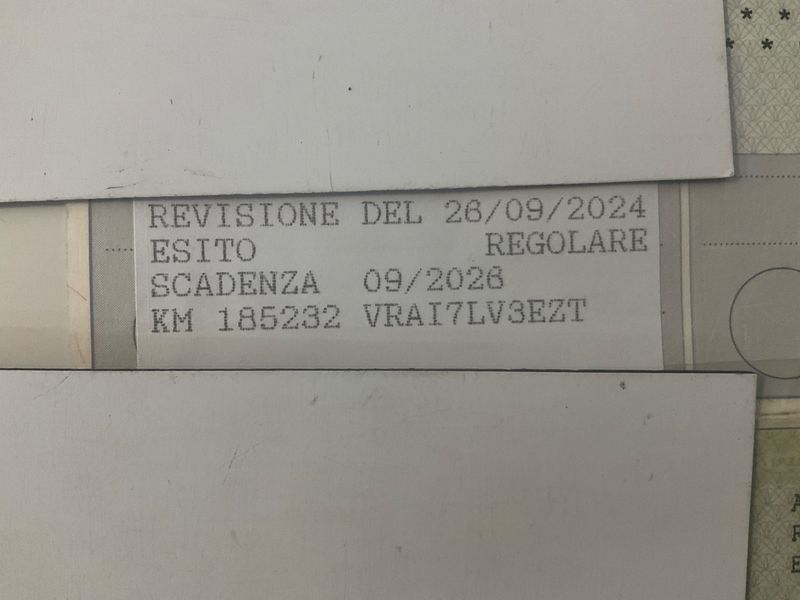 REVISIONE DEL 26/09/2024
ESITO REGOLARE
SCADENZA 09/2026
KM 185232 VRAI7LV3EZT